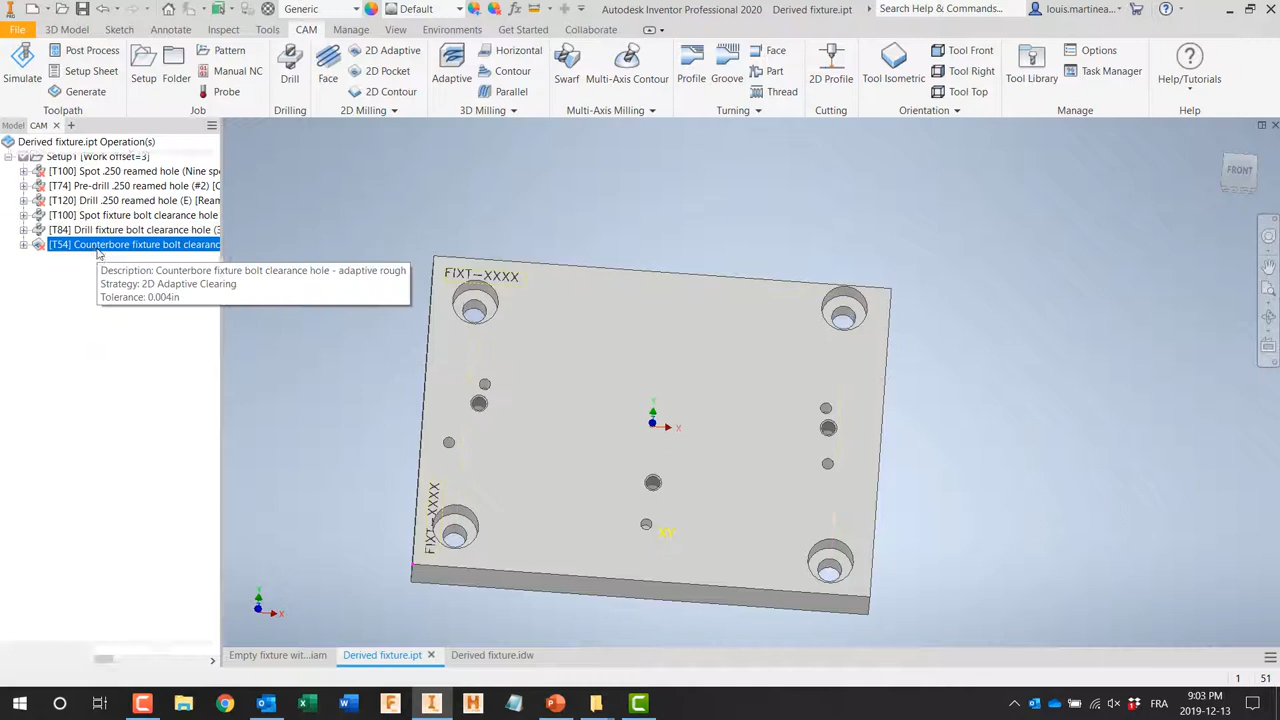 Generic
Default
Autodesk Inventor Professional 2020
Derived fixture.ipt
Search Help & Commands...
louis.martinea...
File
3D Model
Sketch
Annotate
Inspect
Tools
CAM
Manage
View
Environments
Get Started
Collaborate
Simulate
Post Process
Setup Sheet
Generate
Toolpath
Setup
Folder
Pattern
Manual NC
Probe
Job
Drill
Drilling
Face
2D Adaptive
2D Pocket
2D Contour
2D Milling
Adaptive
Horizontal
Contour
Parallel
3D Milling
Swarf
Multi-Axis Contour
Multi-Axis Milling
Profile
Groove
Face
Part
Thread
Turning
2D Profile
Cutting
Tool Isometric
Tool Front
Tool Right
Tool Top
Orientation
Tool Library
Options
Task Manager
Manage
Help/Tutorials
Help
Model
CAM
Derived fixture.ipt Operation(s)
Setup1 [Work offset=3]
[T100] Spot .250 reamed hole (Nine spo
[T74] Pre-drill .250 reamed hole (#2) [C
[T120] Drill .250 reamed hole (E) [Ream
[T100] Spot fixture bolt clearance hole
[T84] Drill fixture bolt clearance hole (3
[T54] Counterbore fixture bolt clearanc
Description: Counterbore fixture bolt clearance hole - adaptive rough
Strategy: 2D Adaptive Clearing
Tolerance: 0.004in
FRONT
FIXT-XXXX
FIXT-XXXX
Y
X
XY
Y
X
Empty fixture wit...iam
Derived fixture.ipt
Derived fixture.idw
1
51
FRA
9:03 PM
2019-12-13